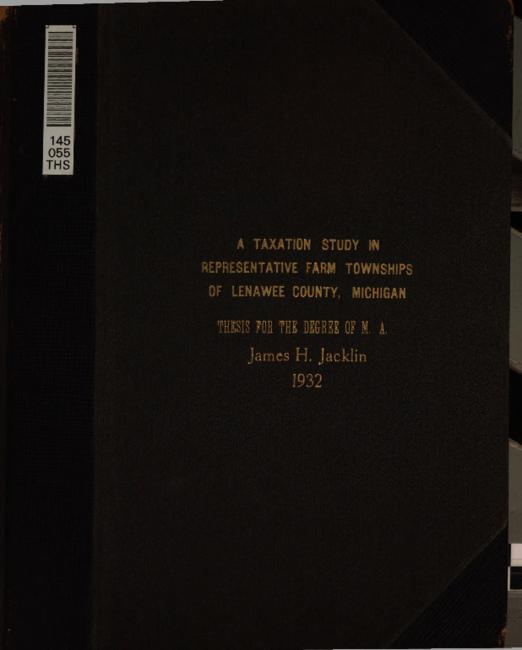 145
055
THS
A TAXATION STUDY IN
REPRESENTATIVE FARM TOWNSHIPS
OF LENAWEE COUNTY, MICHIGAN
THESIS FOR THE DEGREE OF M. A.
James H. Jacklin
1932